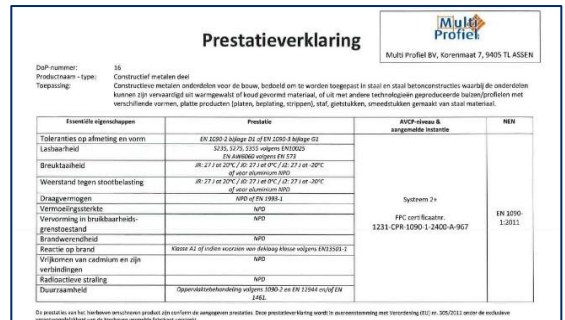 Multi
Profiel
Prestatieverklaring
Multi Profiel BV, Korenmaat 7, 9405 TL ASSEN
DoP-nummer: 16
Productnaam - type: Constructief metalen deel
Toepassing: Constructieve metalen onderdelen voor de bouw, bedoeld om te worden toegepast in staal en staal betonconstructies waarbij de onderdelen
kunnen zijn vervaardigd uit warmgewalst of koud gevormd materiaal, of uit met andere technologieën geproduceerde buizen/profielen met
verschillende vormen, platte producten (platen, beplating, strippen), staf, gietstukken, smeedstukken gemaakt van staal materiaal.
Essentiële eigenschappen Prestatie AVCP-niveau & aangemelde instantie NEN
Toleranties op afmeting en vorm EN 1090-2 bijlage D1 of EN 1090-3 bijlage G1
Lasbaarheid S235, S275, S355 volgens EN10025
EN AW6060 volgens EN 573
Breuktaaiheid JR: 27 J at 20°C / J0: 27 J at 0°C / J2: 27 J at -20°C
of voor aluminium NPD
Weerstand tegen stootbelasting JR: 27 J at 20°C / J0: 27 J at 0°C / J2: 27 J at -20°C
of voor aluminium NPD
Draagvermogen NPD of EN 1993-1
Vermoeiingssterkte NPD
Vervorming in bruikbaarheids-
grenstoestand NPD
Brandwerendheid NPD
Reactie op brand Klasse A1 of indien voorzien van deklaag klasse volgens EN13501-1
Vrijkomen van cadmium en zijn
verbindingen NPD
Radioactieve straling NPD
Duurzaamheid Oppervlaktebehandeling volgens 1090-2 en EN 12944 en/of EN
1461.
Systeem 2+
FPC certificaatnr.
1231-CPR-1090-1-2400-A-967
EN 1090-
1:2011
De prestaties van het hierboven omschreven product zijn conform de aangegeven prestaties. Deze prestatieverklaring wordt in overeenstemming met Verordening (EU) nr. 305/2011 onder de exclusieve